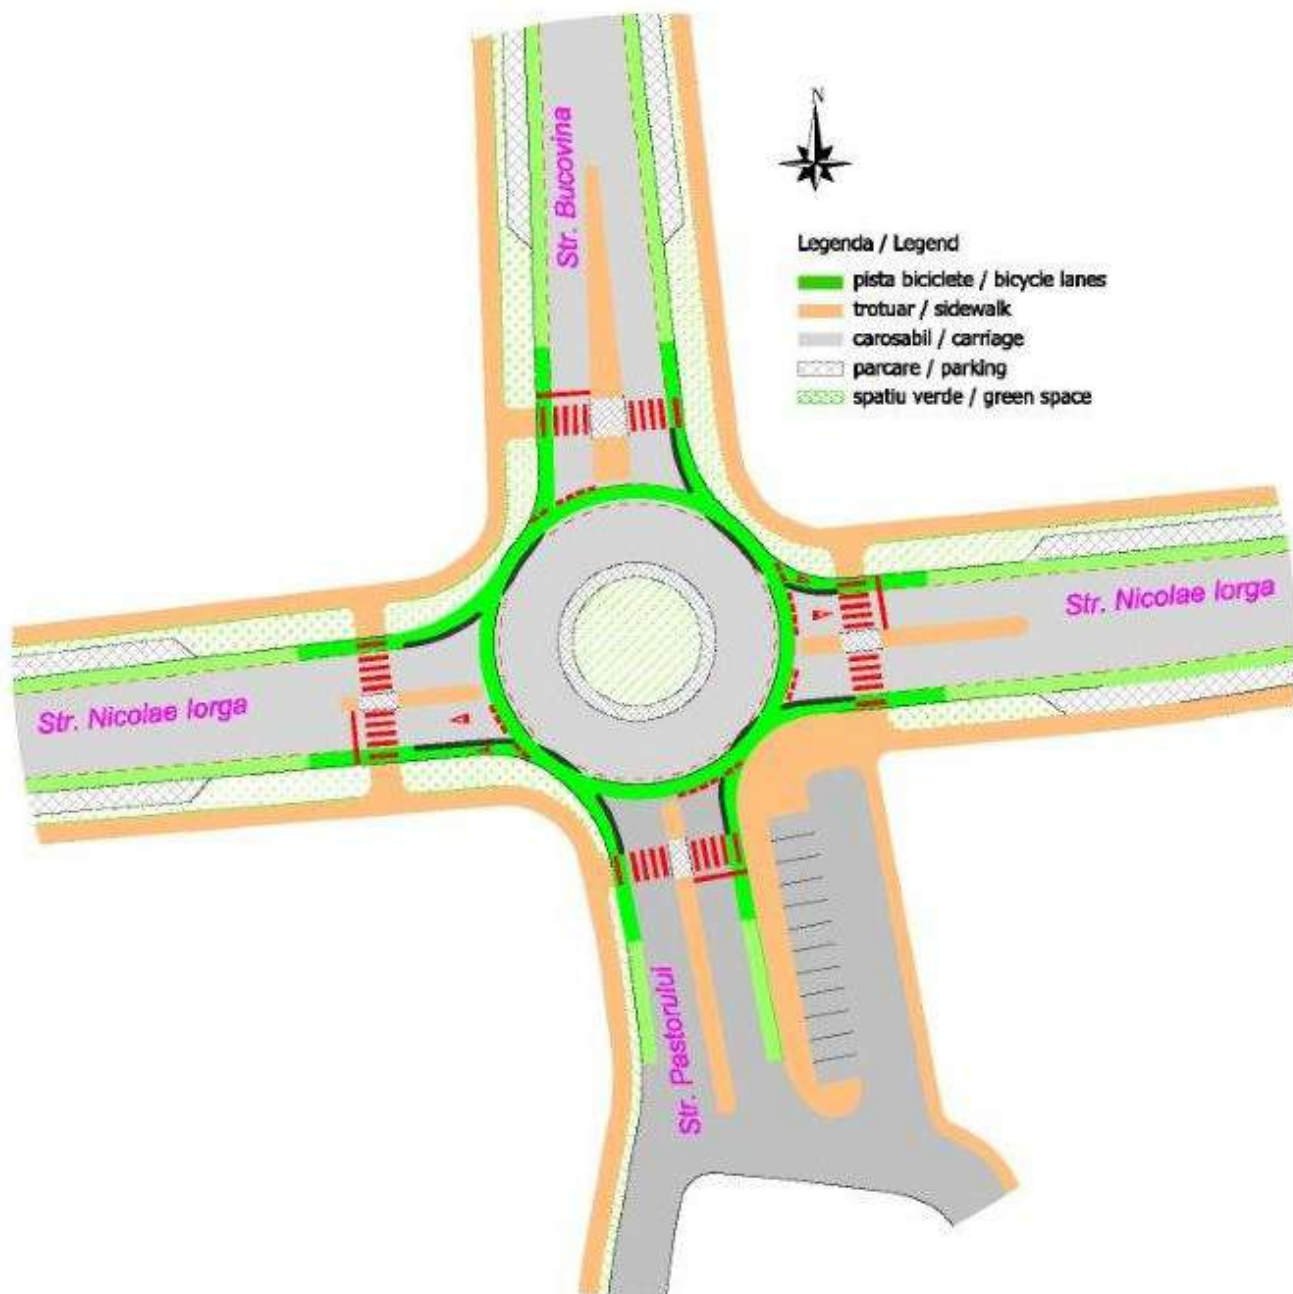 Str. Bucovina
N
Legenda / Legend
pista biciclete / bicycle lanes
trotuar / sidewalk
carosabil / carriage
parcare / parking
spatiu verde / green space
Str. Nicolae Iorga
Str. Nicolae Iorga
Str. Pastorului